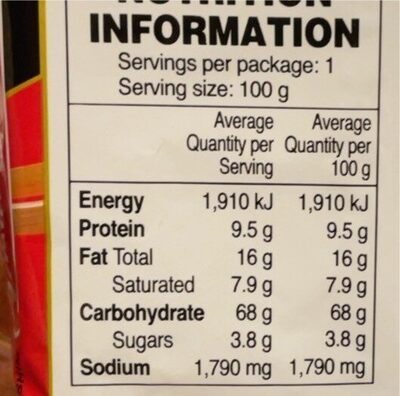 NUTRITION
INFORMATION
Servings per package: 1
Serving size: 100 g
Average Average
Quantity per Quantity per
Serving 100 g
Energy 1,910 kJ 1,910 kJ
Protein 9.5 g 9.5 g
Fat Total 16 g 16 g
Saturated 7.9 g 7.9 g
Carbohydrate 68 g 68 g
Sugars 3.8 g 3.8 g
Sodium 1,790 mg 1,790 mg